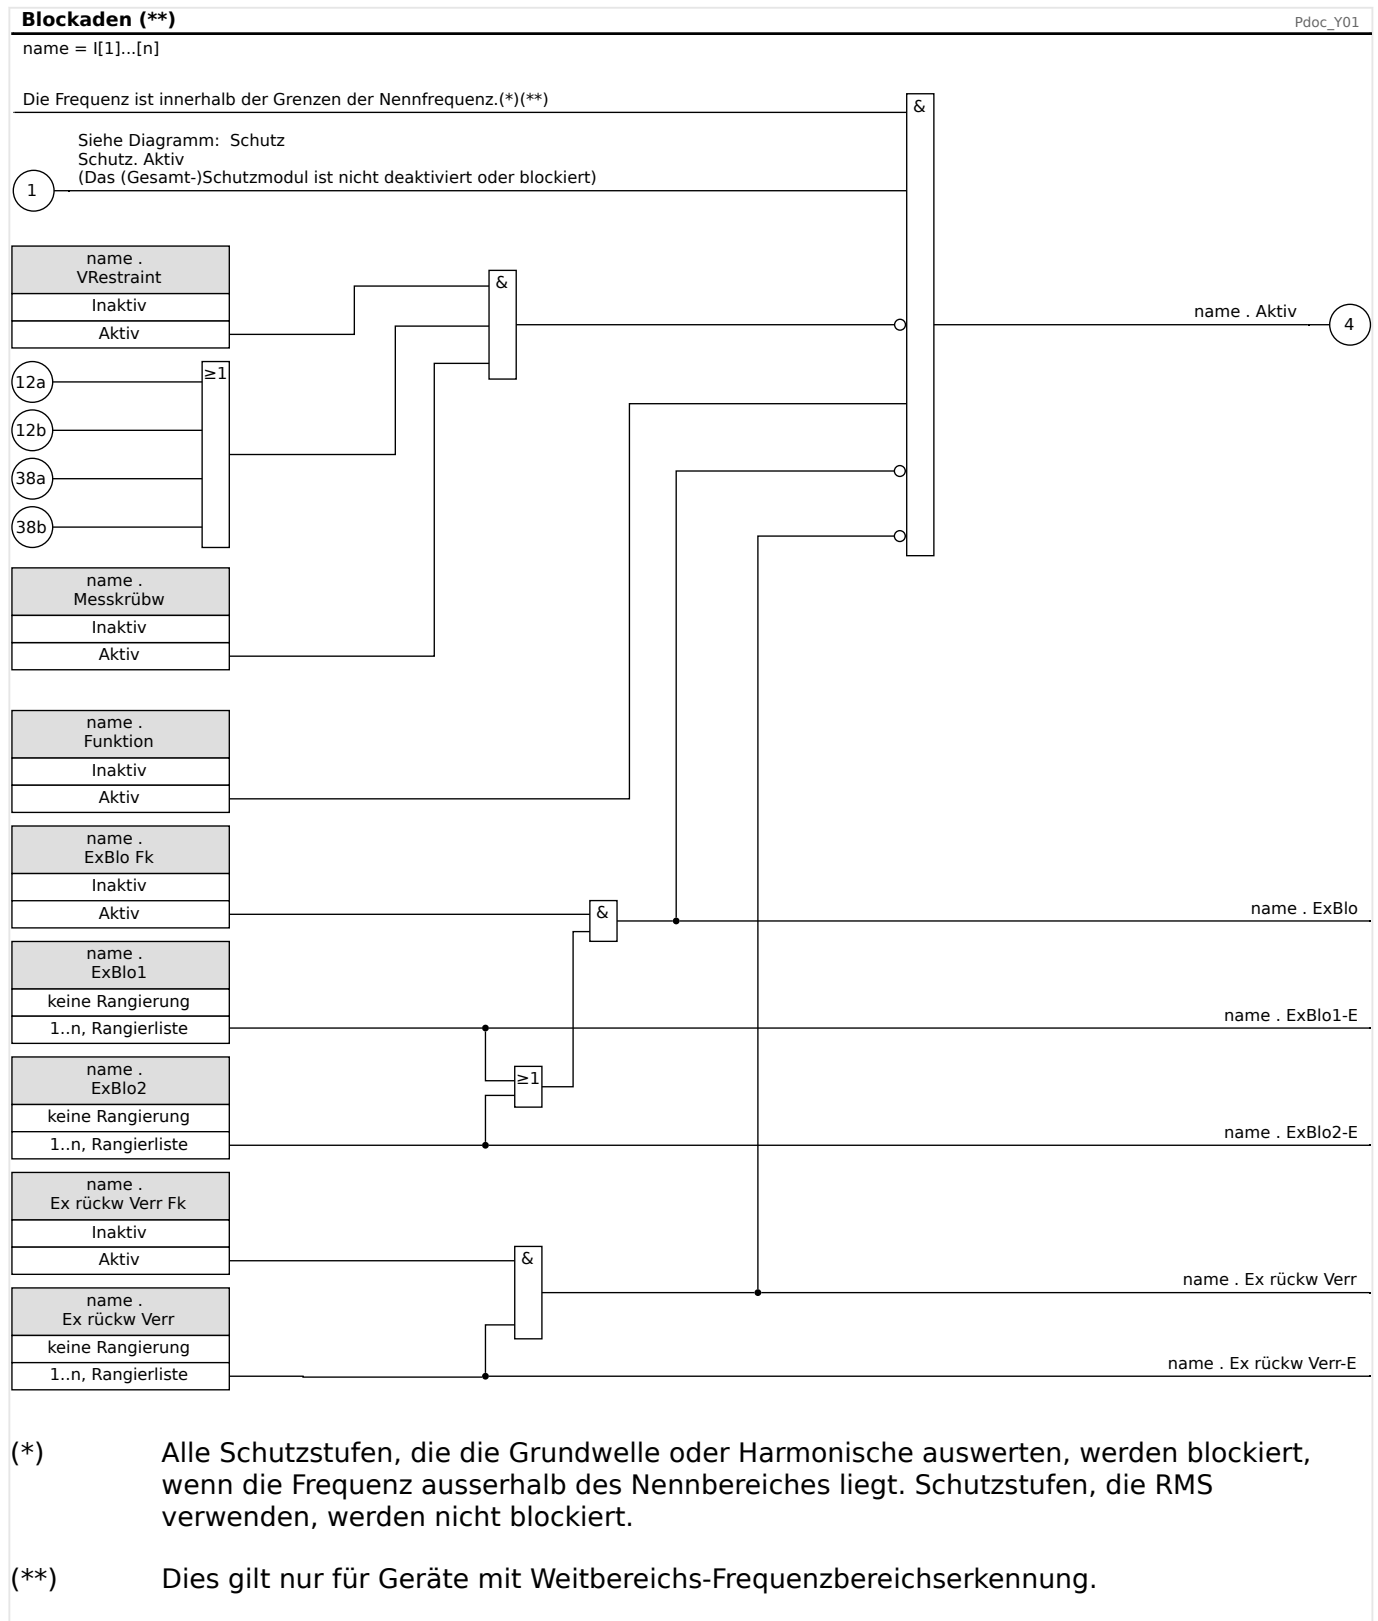 Blockaden (**)
Pdoc_Y01
name = I[1]...[n]
Die Frequenz ist innerhalb der Grenzen der Nennfrequenz.(*)(**)
&
Siehe Diagramm:  Schutz
Schutz. Aktiv
(Das (Gesamt-)Schutzmodul ist nicht deaktiviert oder blockiert)
1
name .
VRestraint
Inaktiv
Aktiv
&
name . Aktiv
4
12a
≥1
12b
38a
38b
name .
Messkrübw
Inaktiv
Aktiv
name .
Funktion
Inaktiv
Aktiv
name .
ExBlo Fk
Inaktiv
Aktiv
&
name . ExBlo
name .
ExBlo1
keine Rangierung
1..n, Rangierliste
name . ExBlo1-E
≥1
name .
ExBlo2
keine Rangierung
1..n, Rangierliste
name . ExBlo2-E
name .
Ex rückw Verr Fk
Inaktiv
Aktiv
&
name . Ex rückw Verr
name .
Ex rückw Verr
keine Rangierung
1..n, Rangierliste
name . Ex rückw Verr-E
(*) Alle Schutzstufen, die die Grundwelle oder Harmonische auswerten, werden blockiert,
wenn die Frequenz ausserhalb des Nennbereiches liegt. Schutzstufen, die RMS
verwenden, werden nicht blockiert.
(**) Dies gilt nur für Geräte mit Weitbereichs-Frequenzbereichserkennung.